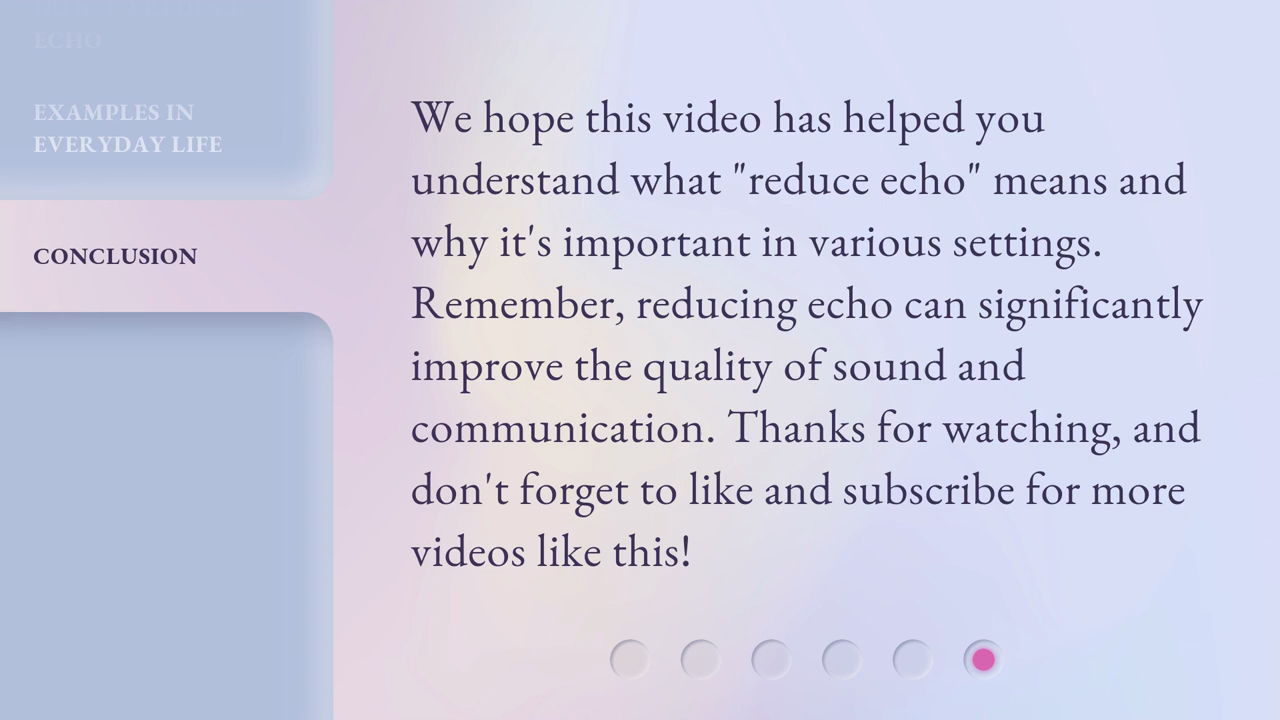 ECHO
EXAMPLES IN
EVERYDAY LIFE
CONCLUSION
We hope this video has helped you
understand what "reduce echo" means and
why it's important in various settings.
Remember, reducing echo can significantly
improve the quality of sound and
communication. Thanks for watching, and
don't forget to like and subscribe for more
videos like this!